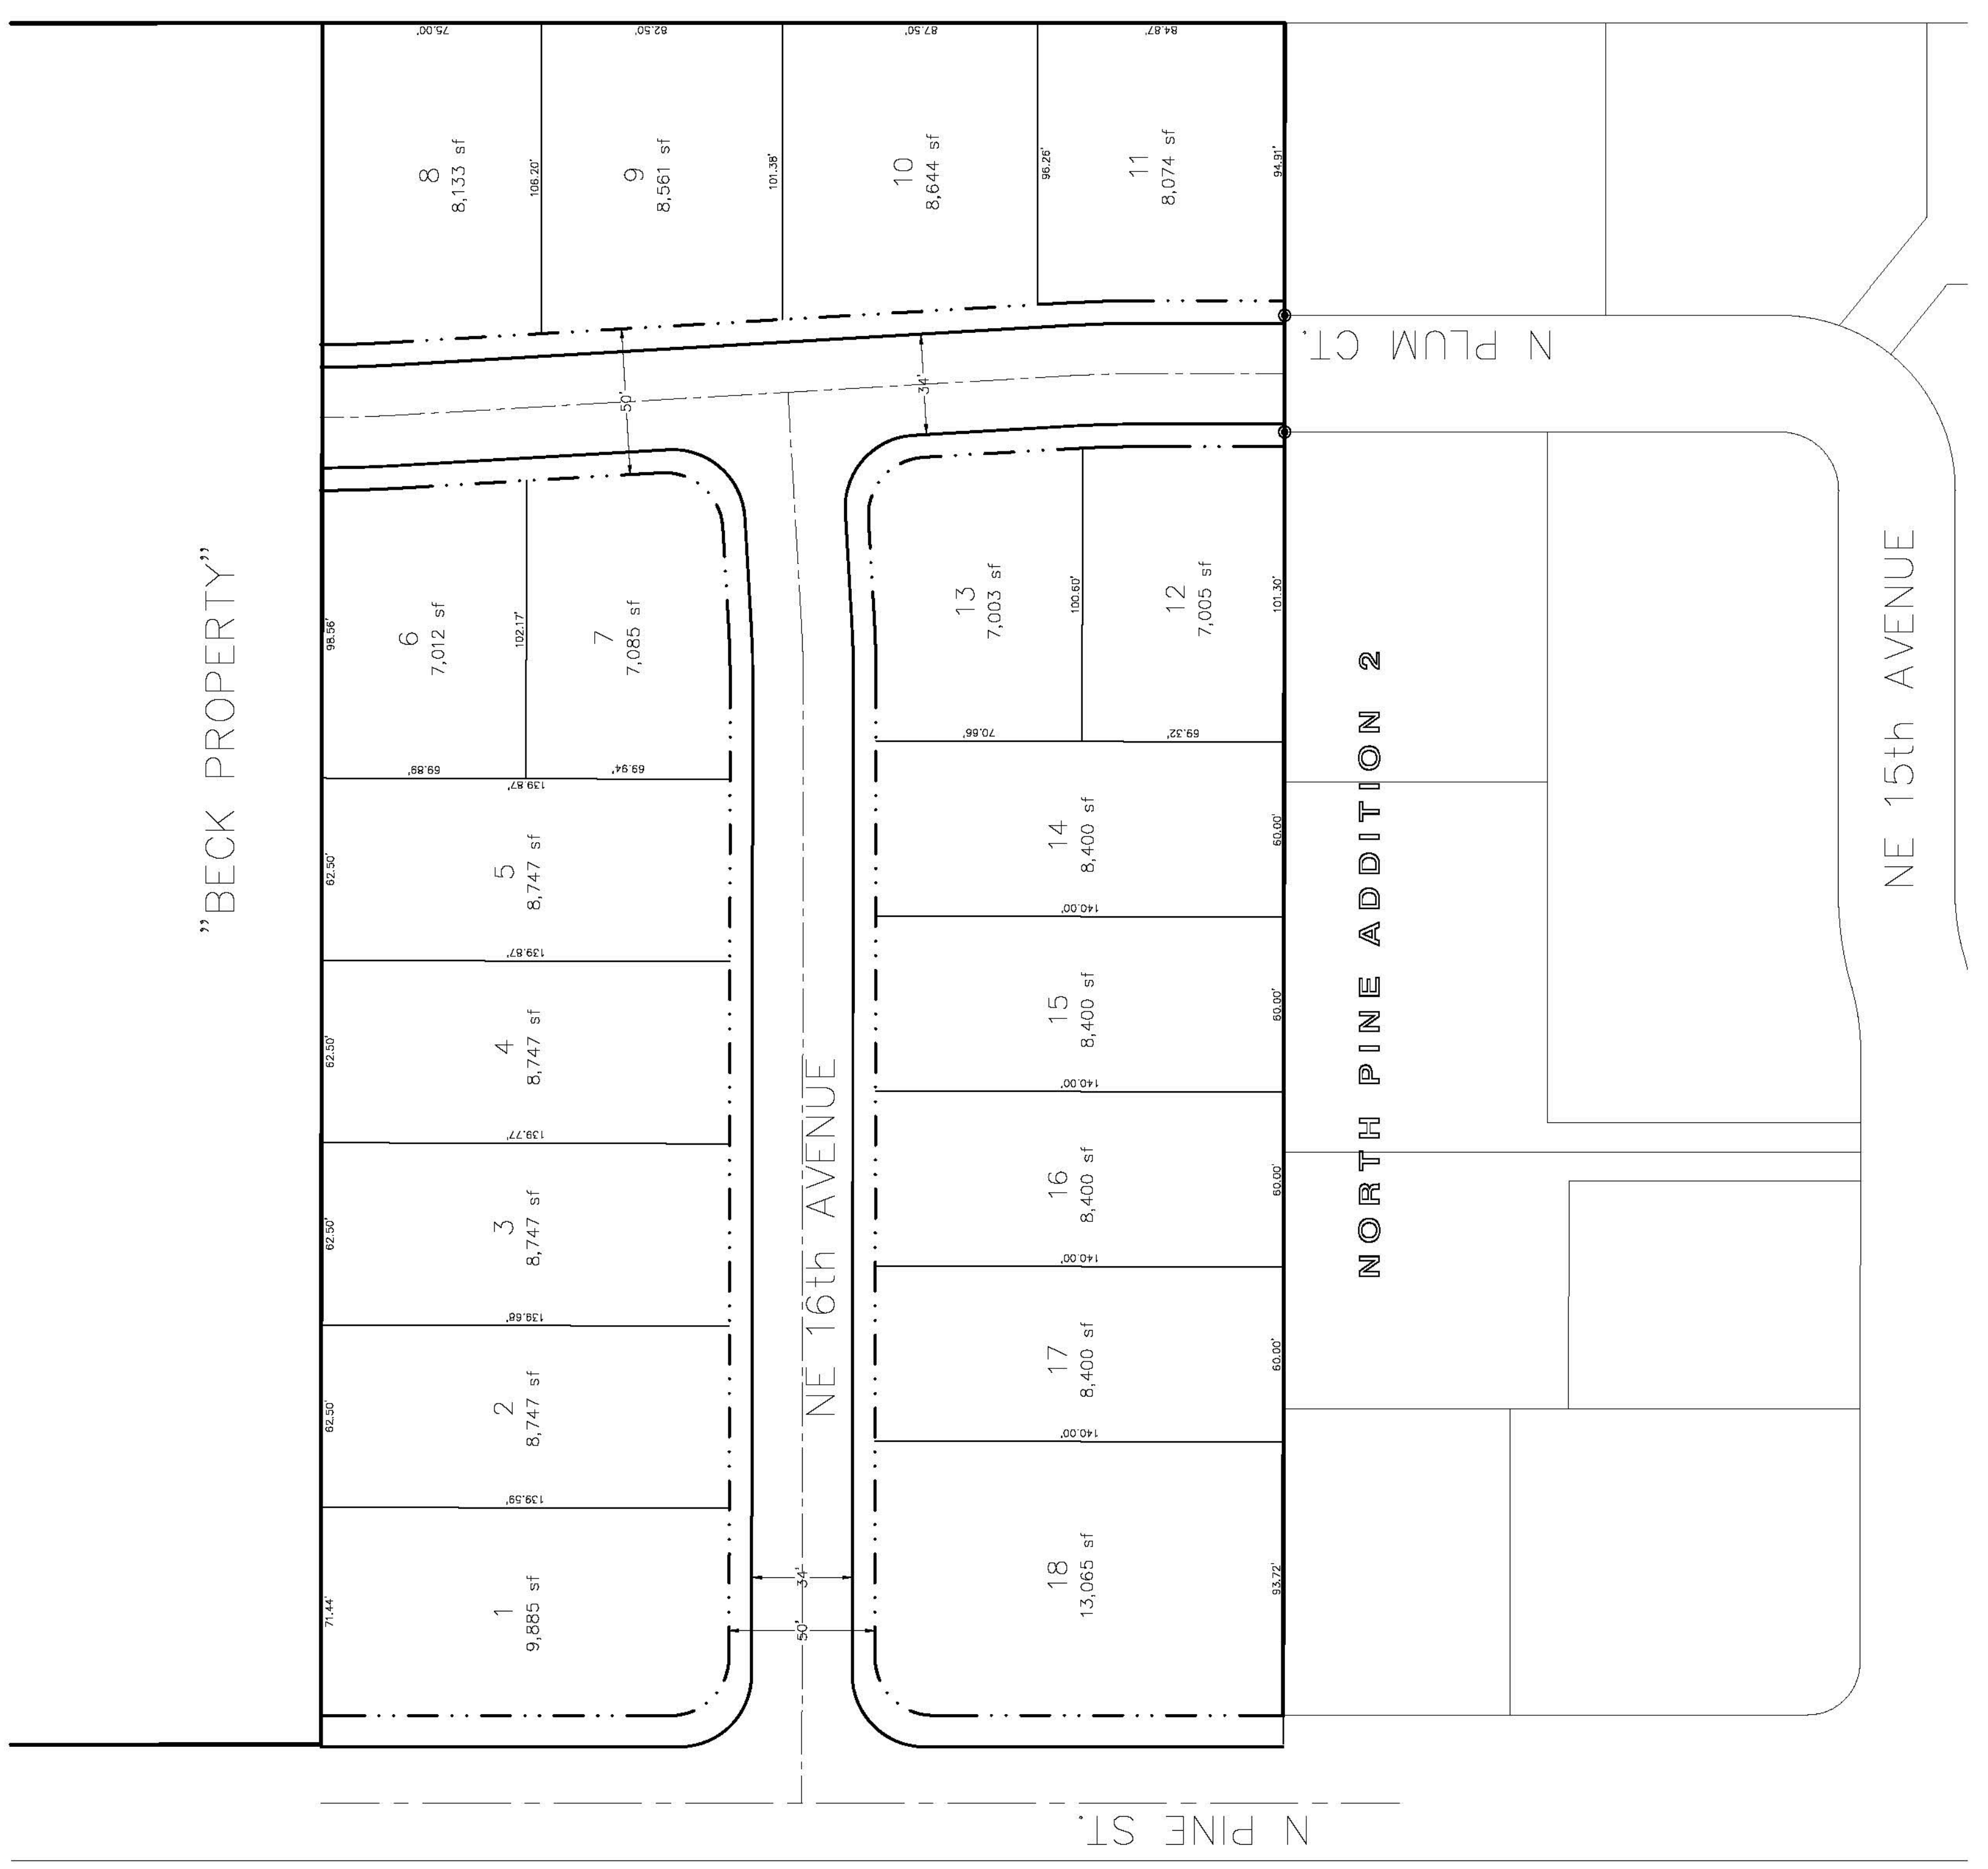 75.00'
82.50'
87.50'
84.87'
8
8,133 sf
106.20'
9
8,561 sf
101.38'
10
8,644 sf
96.26'
11
8,074 sf
94.91'
N PLUM CT.
50'
34'
"BECK PROPERTY"
98.56'
6
7,012 sf
102.17'
7
7,085 sf
13
7,003 sf
100.60'
12
7,005 sf
101.30'
69.89'
69.94'
139.87'
70.66'
69.32'
NORTH PINE ADDITION 2
NE 15th AVENUE
62.50'
5
8,747 sf
139.87'
14
8,400 sf
60.00'
140.00'
62.50'
4
8,747 sf
139.77'
15
8,400 sf
60.00'
140.00'
NE 16th AVENUE
62.50'
3
8,747 sf
139.68'
16
8,400 sf
60.00'
140.00'
62.50'
2
8,747 sf
139.59'
17
8,400 sf
60.00'
140.00'
71.44'
1
9,885 sf
34'
50'
18
13,065 sf
93.72'
N PINE ST.